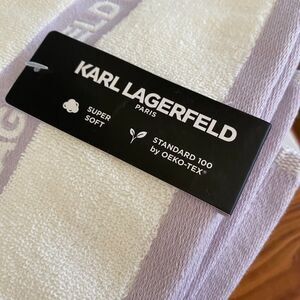 KARL LAGERFELD
PARIS
SUPER
SOFT
STANDARD 100
by OEKO-TEX®